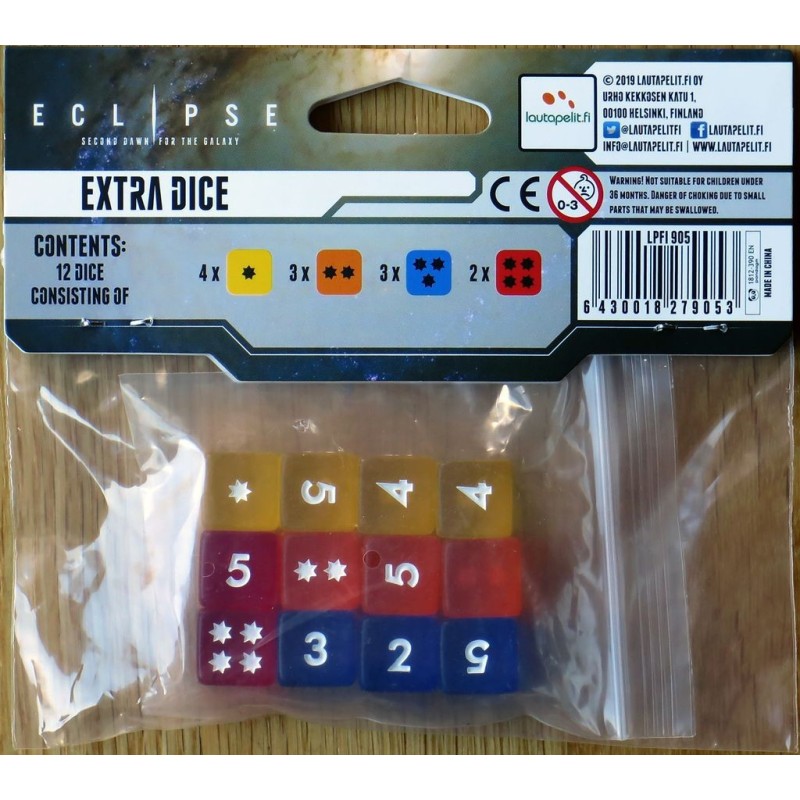 ECLIPSE
SECOND DAWN FOR THE GALAXY
EXTRA DICE
lautapelit.fi
© 2019 LAUTAPELIT.FI OY
URHO KEKKOSEN KATU 1,
00100 HELSINKI, FINLAND
@LAUTAPELITFI f LAUTAPELIT.FI
INFO@LAUTAPELIT.FI | WWW.LAUTAPELIT.FI
CE
0-3
WARNING! NOT SUITABLE FOR CHILDREN UNDER
36 MONTHS. DANGER OF CHOKING DUE TO SMALL
PARTS THAT MAY BE SWALLOWED.
CONTENTS:
12 DICE
CONSISTING OF
4 x
3 x
3 x
2 x
LPFI 905
6 430018 279053
1812-390 EN
MADE IN CHINA
5 4 4
5 5
3 2 5